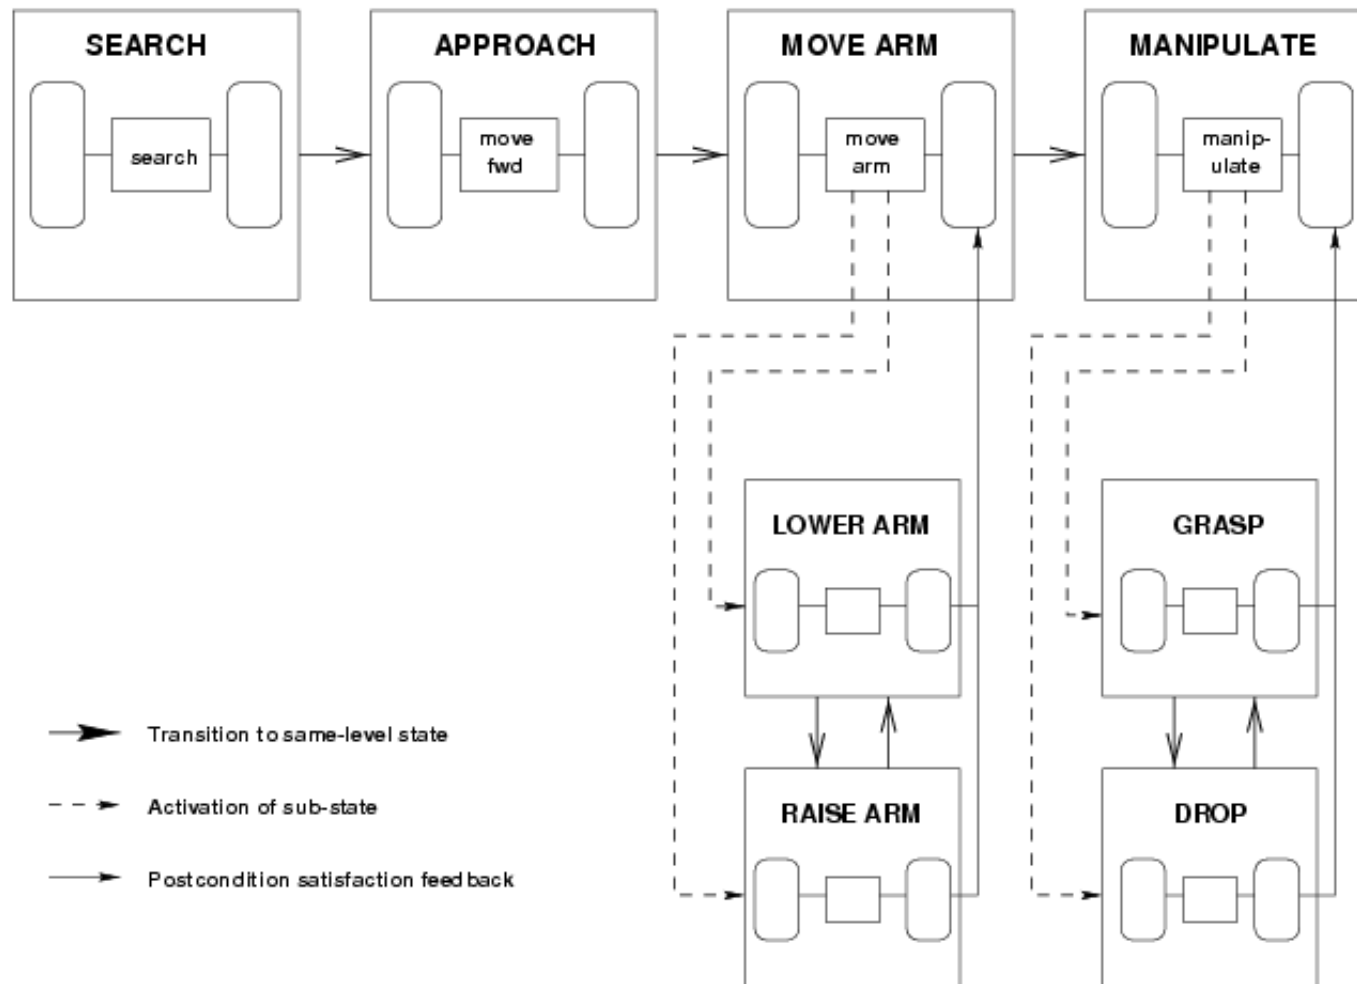 SEARCH
APPROACH
MOVE ARM
MANIPULATE
search
move
fwd
move
arm
manip-
ulate
LOWER ARM
GRASP
RAISE ARM
DROP
Transition to same-level state
Activation of sub-state
Postcondition satisfaction feedback